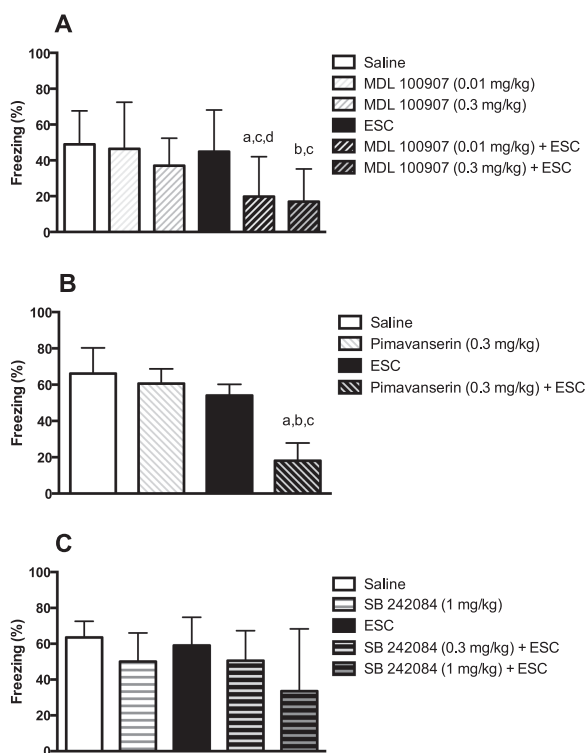 A
Freezing (%)
100
80
60
40
20
0
a,c,d
b,c
Saline
MDL 100907 (0.01 mg/kg)
MDL 100907 (0.3 mg/kg)
ESC
MDL 100907 (0.01 mg/kg) + ESC
MDL 100907 (0.3 mg/kg) + ESC
B
Freezing (%)
100
80
60
40
20
0
a,b,c
Saline
Pimavanserin (0.3 mg/kg)
ESC
Pimavanserin (0.3 mg/kg) + ESC
C
Freezing (%)
100
80
60
40
20
0
Saline
SB 242084 (1 mg/kg)
ESC
SB 242084 (0.3 mg/kg) + ESC
SB 242084 (1 mg/kg) + ESC